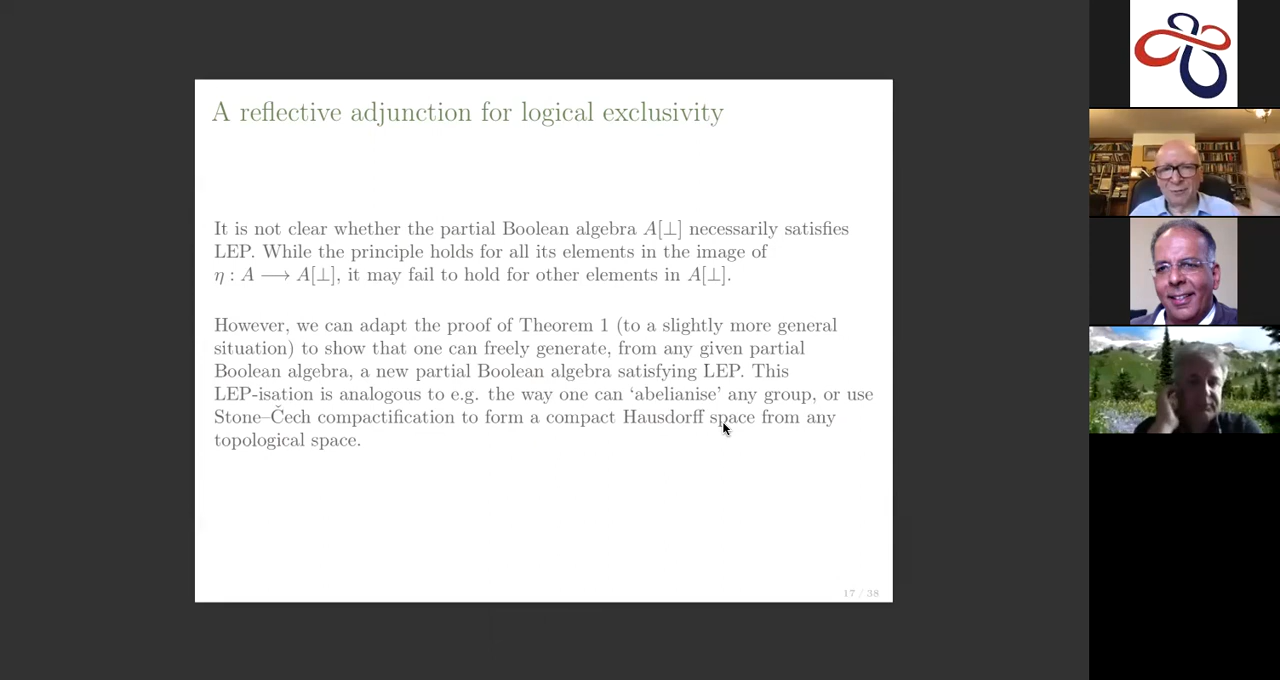 A reflective adjunction for logical exclusivity
It is not clear whether the partial Boolean algebra A[⊥] necessarily satisfies
LEP. While the principle holds for all its elements in the image of
η : A ⟶ A[⊥], it may fail to hold for other elements in A[⊥].
However, we can adapt the proof of Theorem 1 (to a slightly more general
situation) to show that one can freely generate, from any given partial
Boolean algebra, a new partial Boolean algebra satisfying LEP. This
LEP-isation is analogous to e.g. the way one can ‘abelianise’ any group, or use
Stone–Čech compactification to form a compact Hausdorff space from any
topological space.
17 / 38